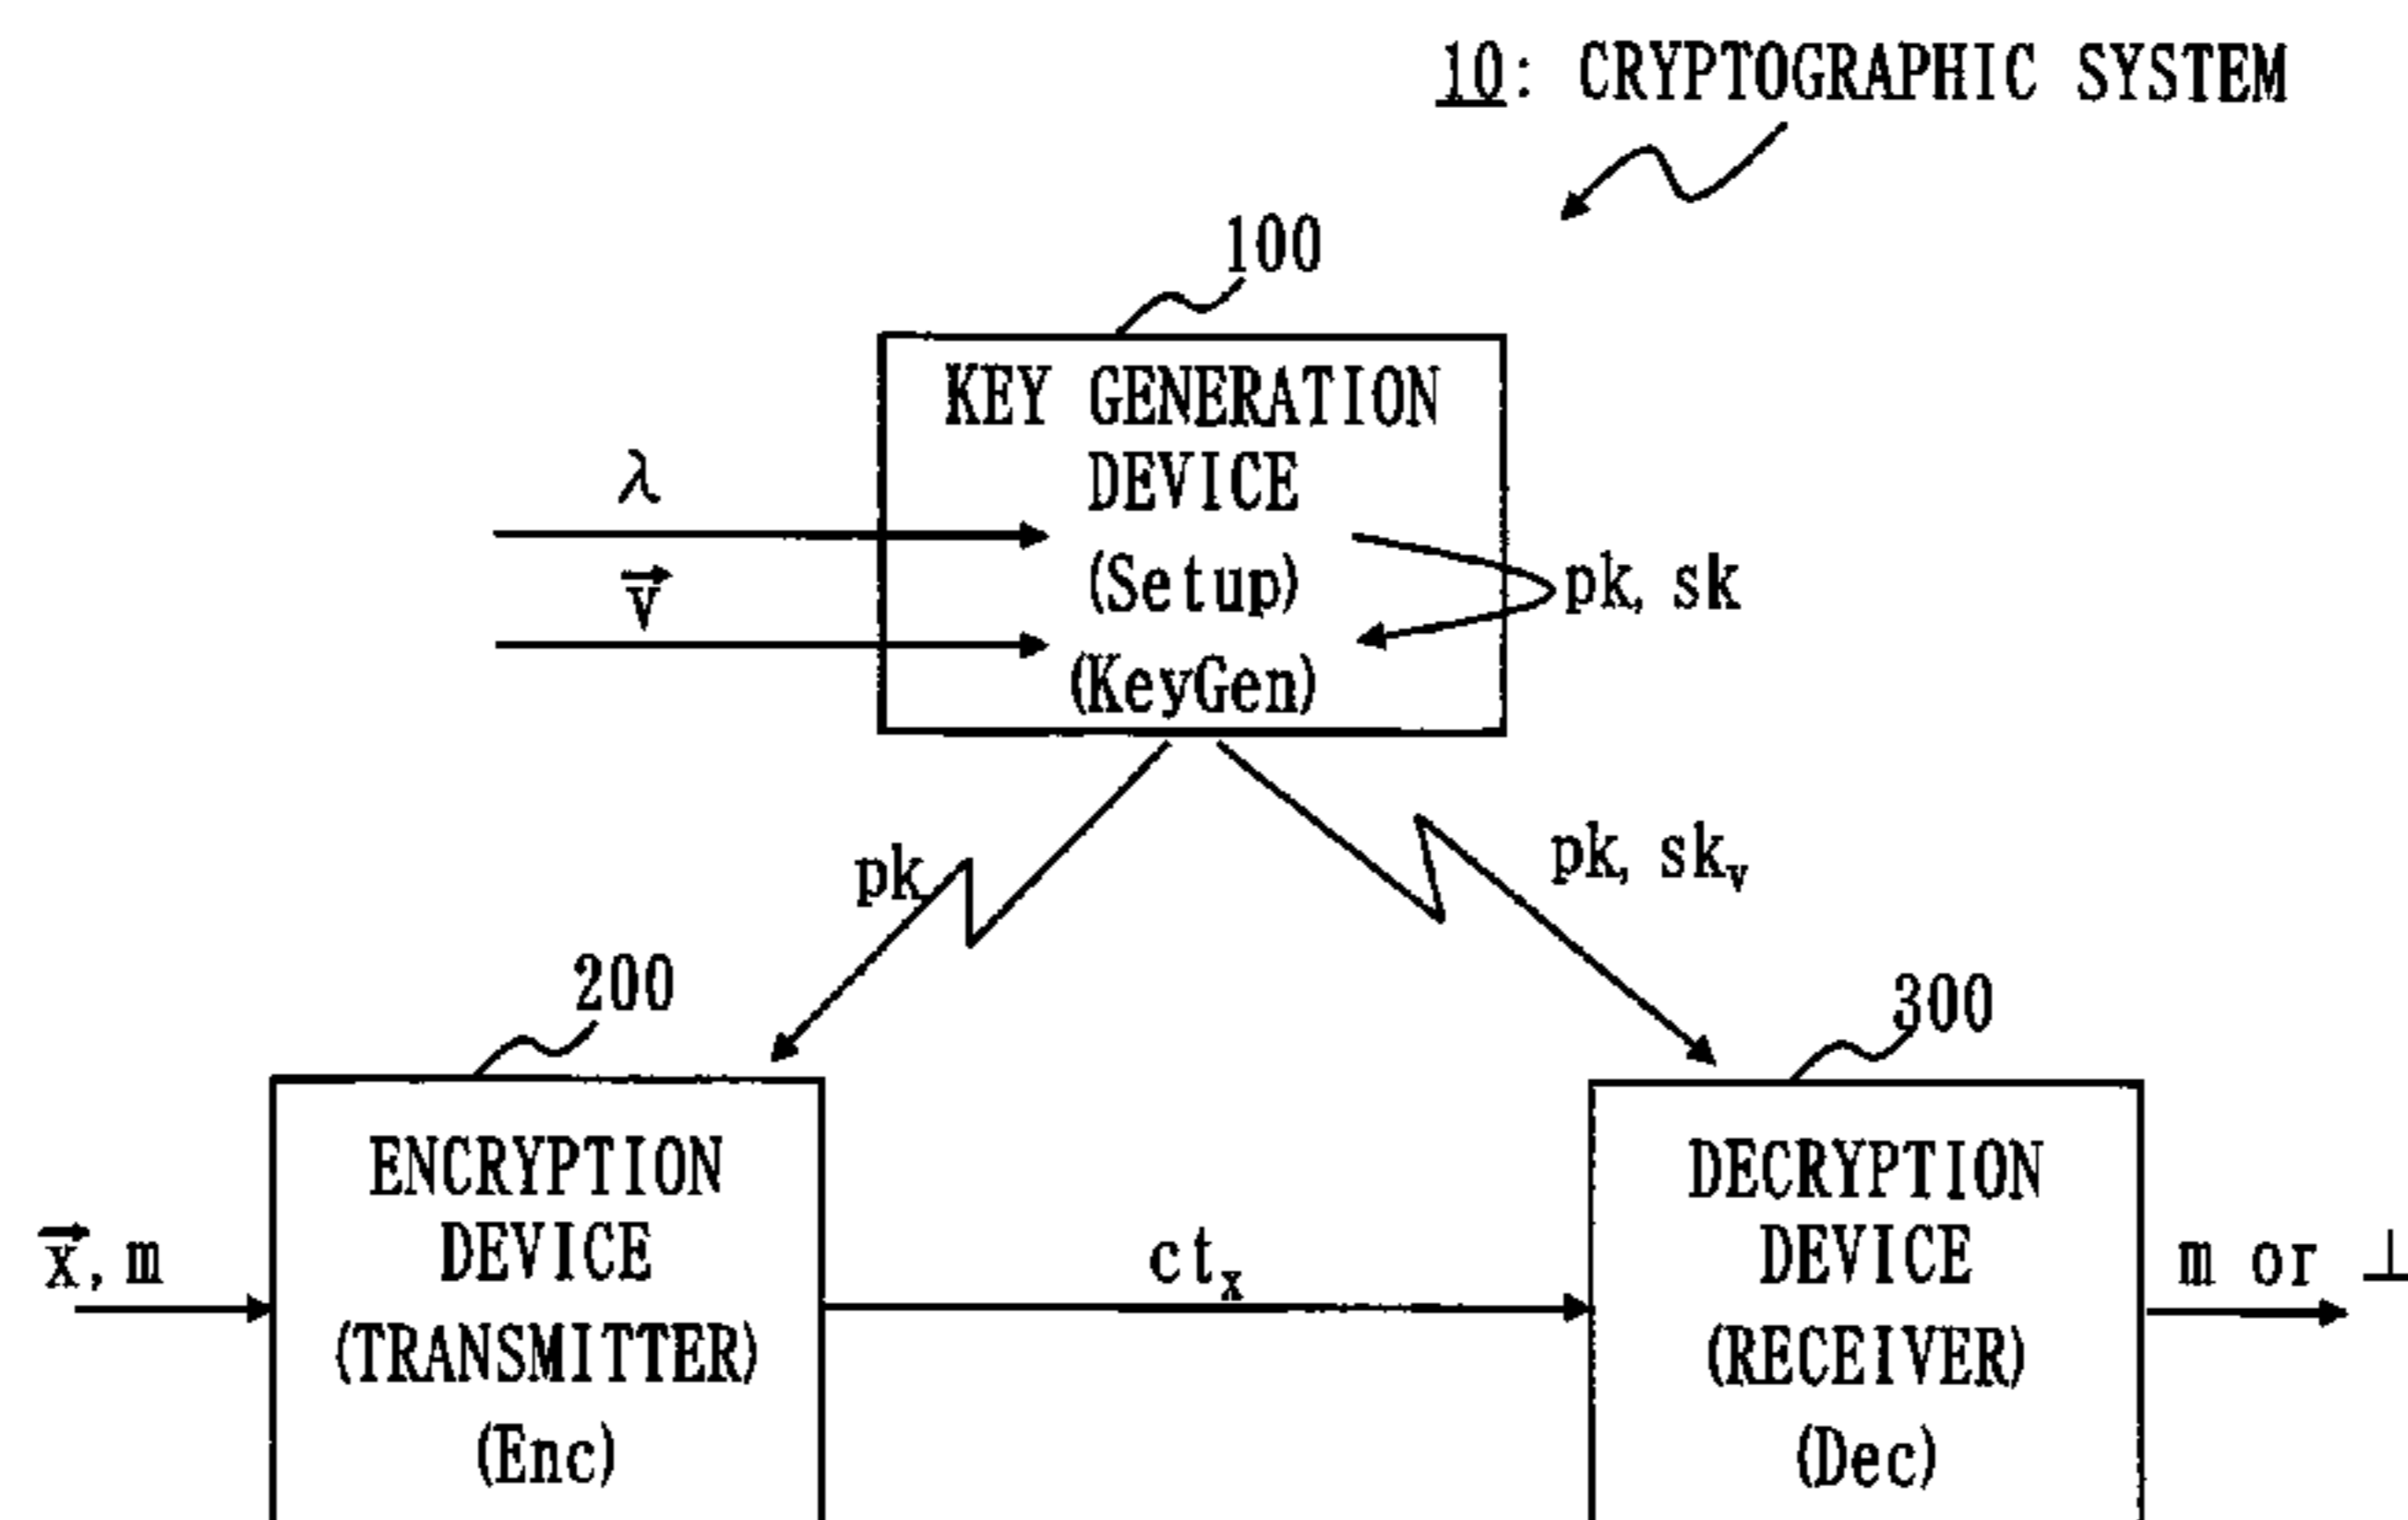 10: CRYPTOGRAPHIC SYSTEM
100
KEY GENERATION
DEVICE
(Setup)
(KeyGen)
λ
v⃗
pk, sk
pk
pk, skᵥ
200
300
ENCRYPTION
DEVICE
(TRANSMITTER)
(Enc)
x⃗, m
ctₓ
DECRYPTION
DEVICE
(RECEIVER)
(Dec)
m or ⊥